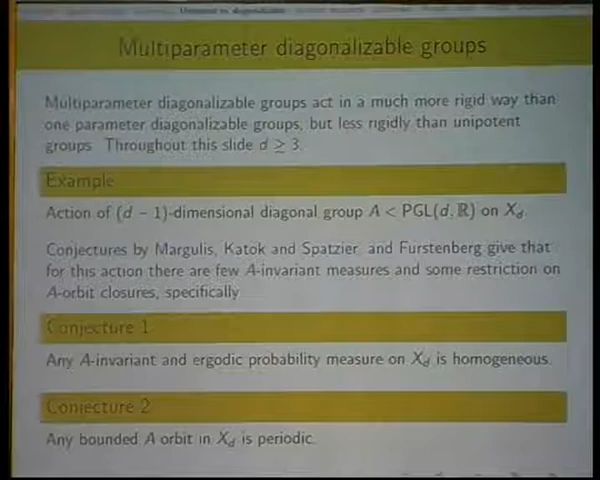 Multiparameter diagonalizable groups
Multiparameter diagonalizable groups act in a much more rigid way than
one parameter diagonalizable groups, but less rigidly than unipotent
groups. Throughout this slide d ≥ 3.
Example
Action of (d − 1)-dimensional diagonal group A < PGL(d, ℝ) on X_d.
Conjectures by Margulis, Katok and Spatzier, and Furstenberg give that
for this action there are few A-invariant measures and some restriction on
A-orbit closures, specifically
Conjecture 1
Any A-invariant and ergodic probability measure on X_d is homogeneous.
Conjecture 2
Any bounded A orbit in X_d is periodic.